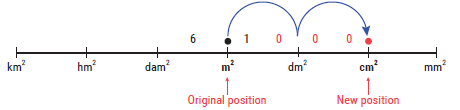 6 1 0 0 0
km² hm² dam² m² dm² cm² mm²
Original position New position